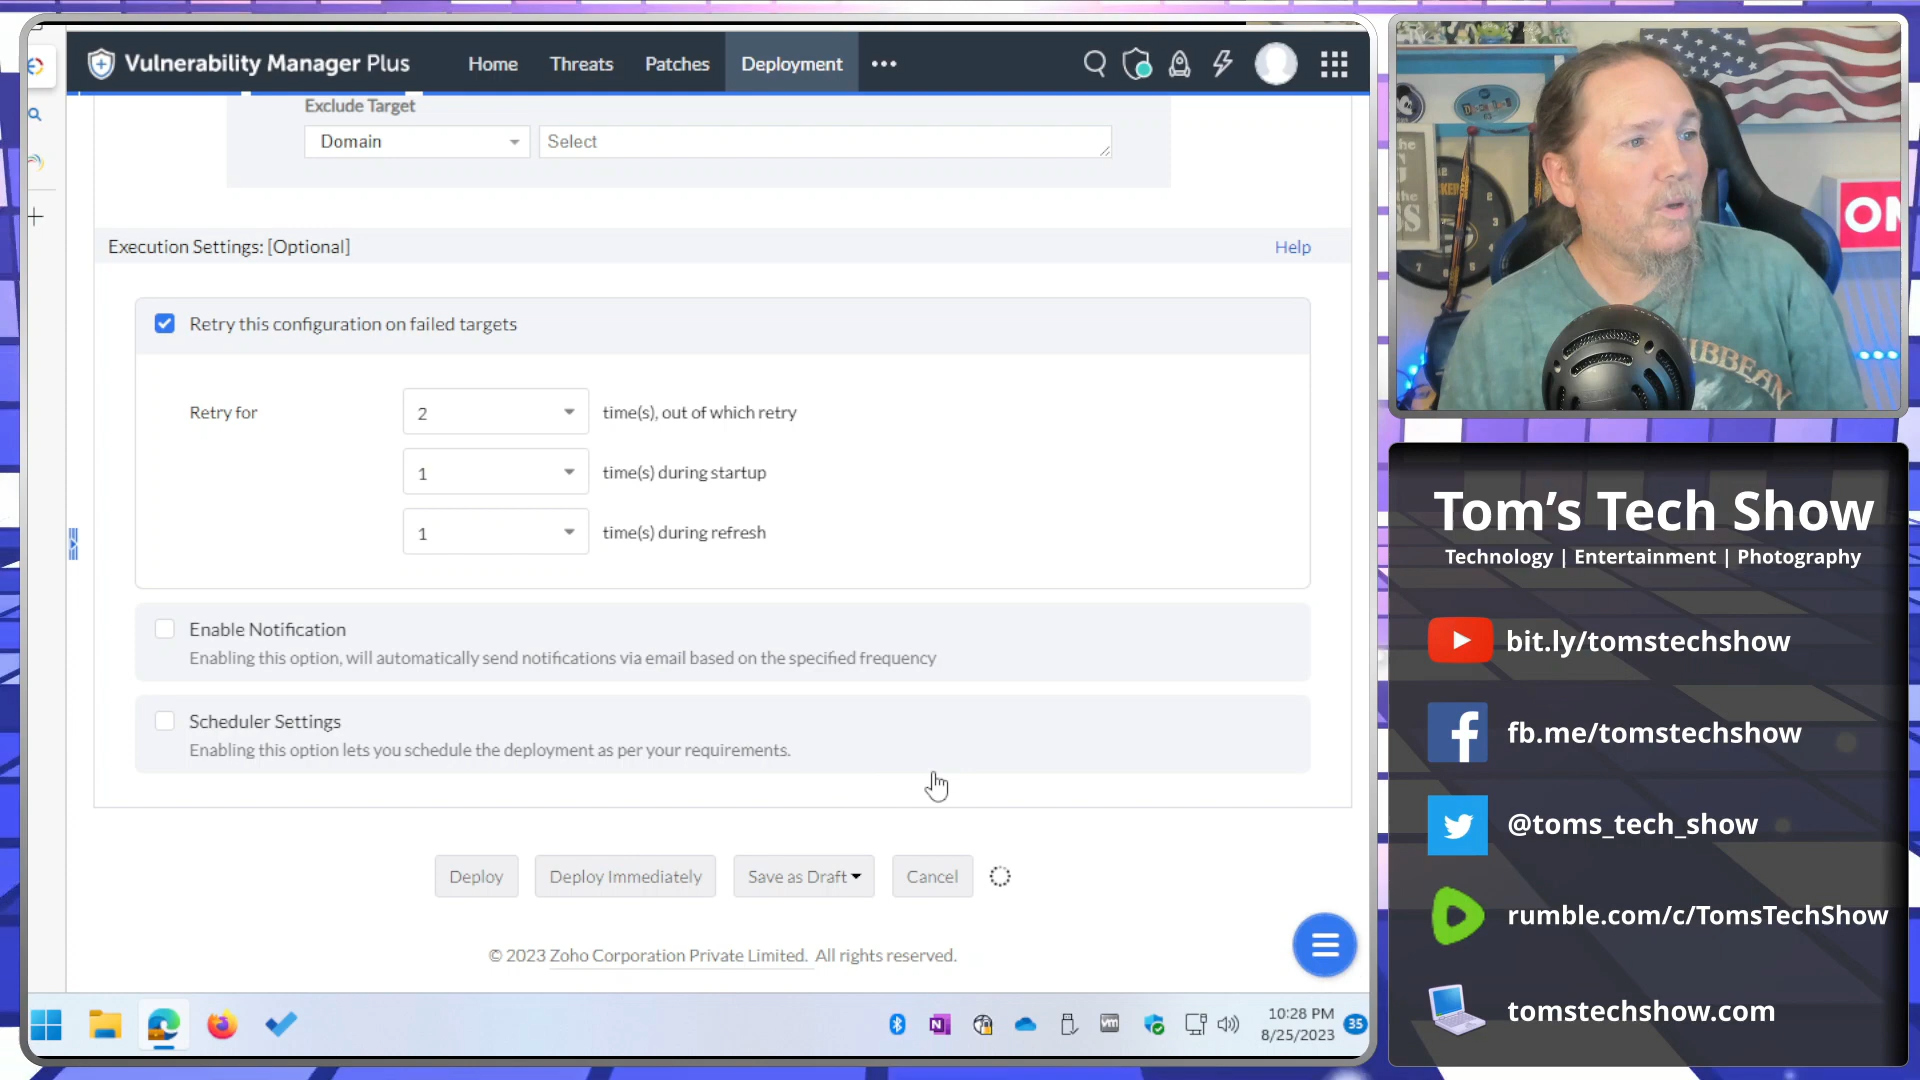 Vulnerability Manager Plus
Home Threats Patches Deployment •••
Exclude Target
Domain
Select
Execution Settings: [Optional]
Help
Retry this configuration on failed targets
Retry for 2 time(s), out of which retry
1 time(s) during startup
1 time(s) during refresh
Enable Notification
Enabling this option, will automatically send notifications via email based on the specified frequency
Scheduler Settings
Enabling this option lets you schedule the deployment as per your requirements.
Deploy Deploy Immediately Save as Draft Cancel
© 2023 Zoho Corporation Private Limited. All rights reserved.
10:28 PM
8/25/2023
35
Tom's Tech Show
Technology | Entertainment | Photography
bit.ly/tomstechshow
fb.me/tomstechshow
@toms_tech_show
rumble.com/c/TomsTechShow
tomstechshow.com